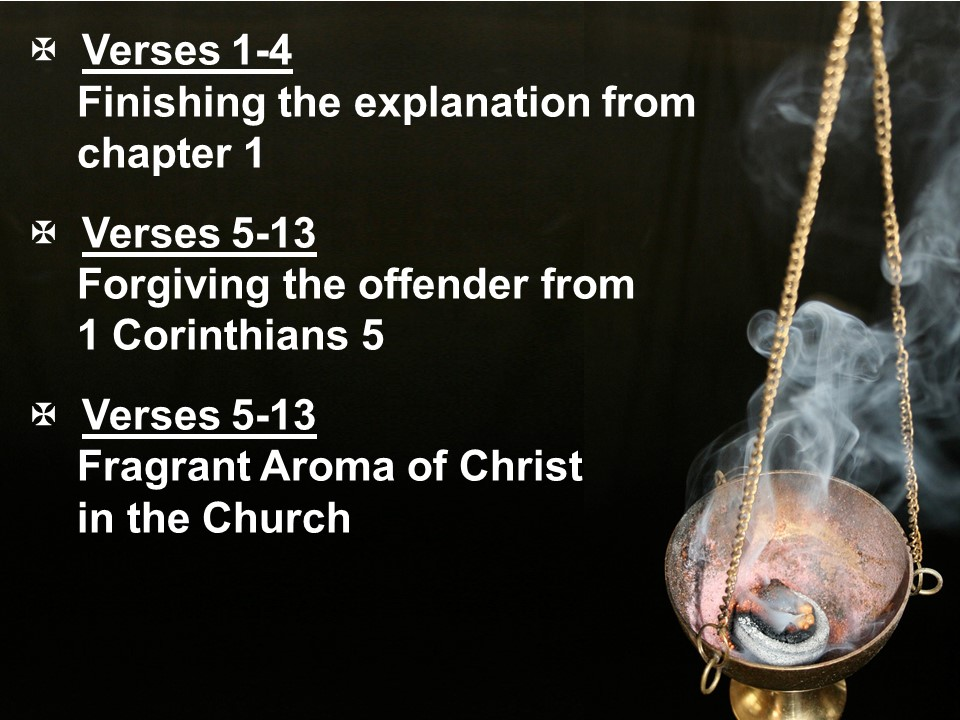 ✠ Verses 1-4
Finishing the explanation from
chapter 1
✠ Verses 5-13
Forgiving the offender from
1 Corinthians 5
✠ Verses 5-13
Fragrant Aroma of Christ
in the Church